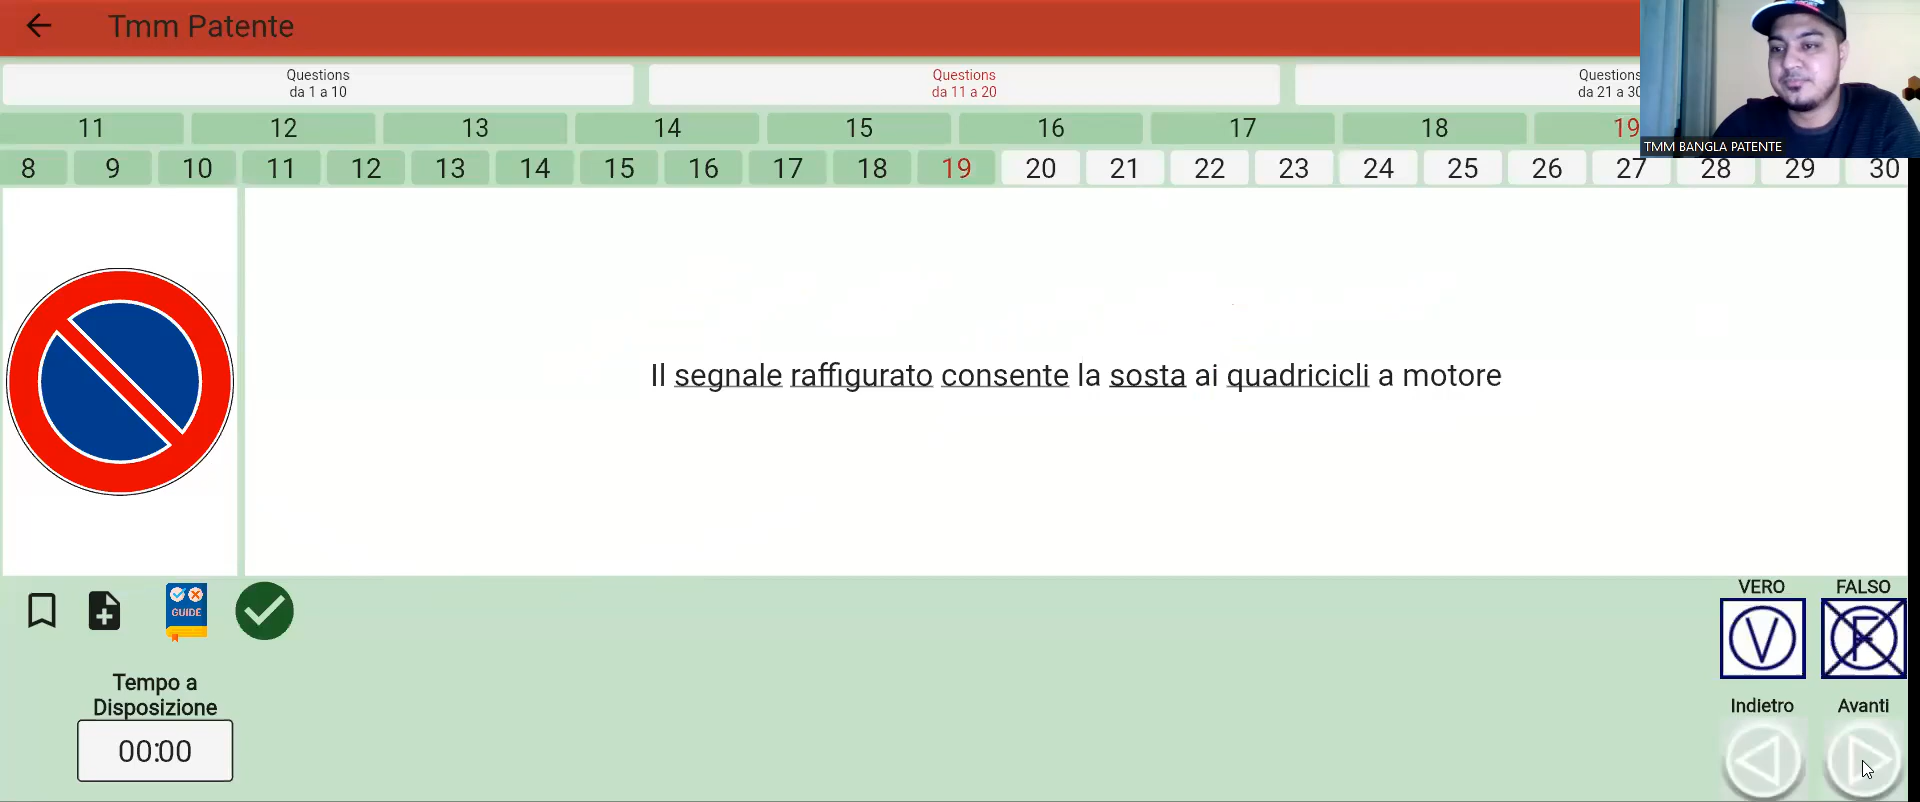 Tmm Patente
Questions
da 1 a 10
Questions
da 11 a 20
Questions
da 21 a 30
TMM BANGLA PATENTE
11 12 13 14 15 16 17 18 19
8 9 10 11 12 13 14 15 16 17 18 19 20 21 22 23 24 25 26 27 28 29 30
Il segnale raffigurato consente la sosta ai quadricicli a motore
GUIDE
VERO FALSO
V F
Tempo a
Disposizione
00:00
Indietro Avanti